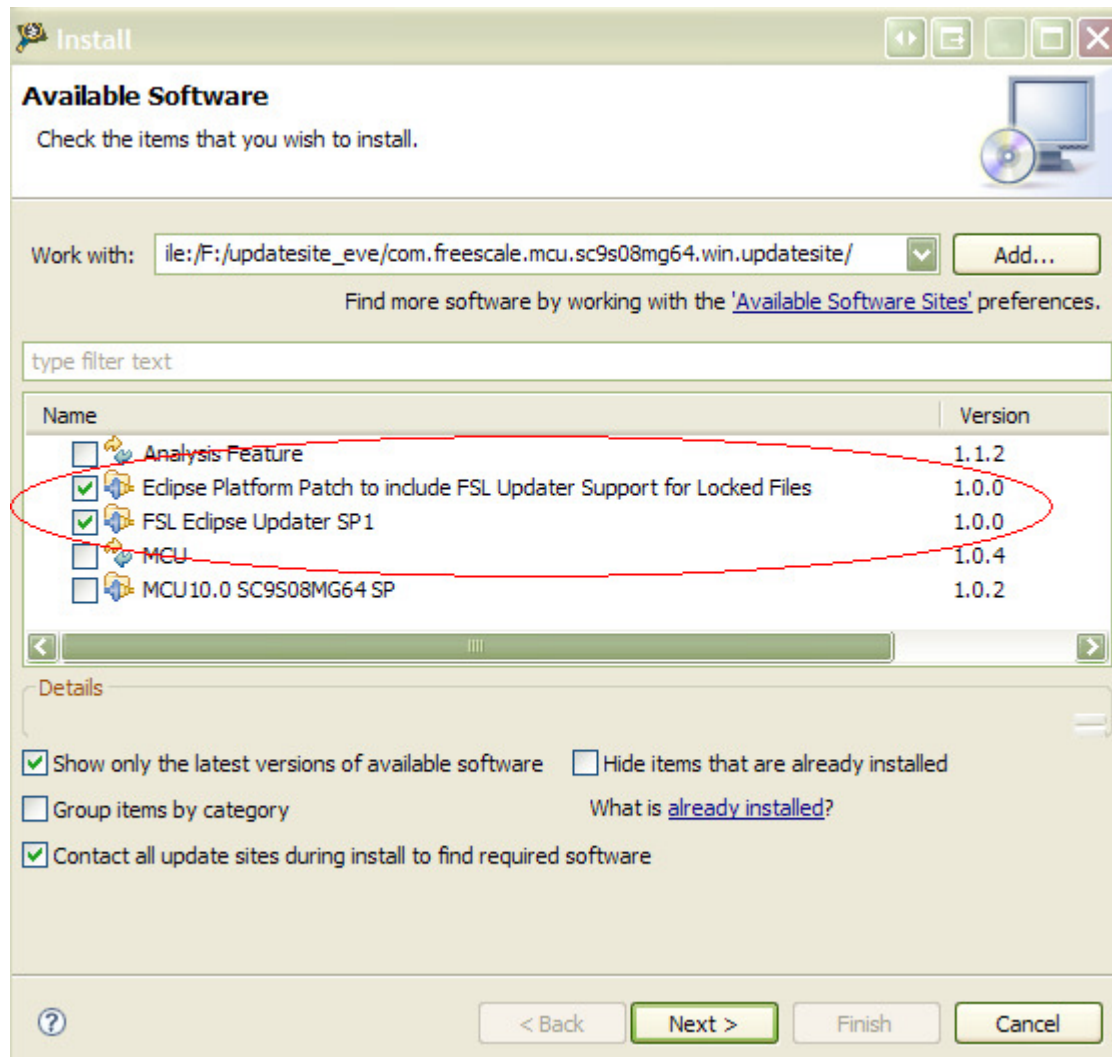 Install
Available Software
Check the items that you wish to install.
Work with: ile:/F:/updatesite_eve/com.freescale.mcu.sc9s08mg64.win.updatesite/ Add...
Find more software by working with the 'Available Software Sites' preferences.
type filter text
Name Version
Analysis Feature 1.1.2
Eclipse Platform Patch to include FSL Updater Support for Locked Files 1.0.0
FSL Eclipse Updater SP1 1.0.0
MCU 1.0.4
MCU10.0 SC9S08MG64 SP 1.0.2
Details
Show only the latest versions of available software Hide items that are already installed
Group items by category What is already installed?
Contact all update sites during install to find required software
? < Back Next > Finish Cancel